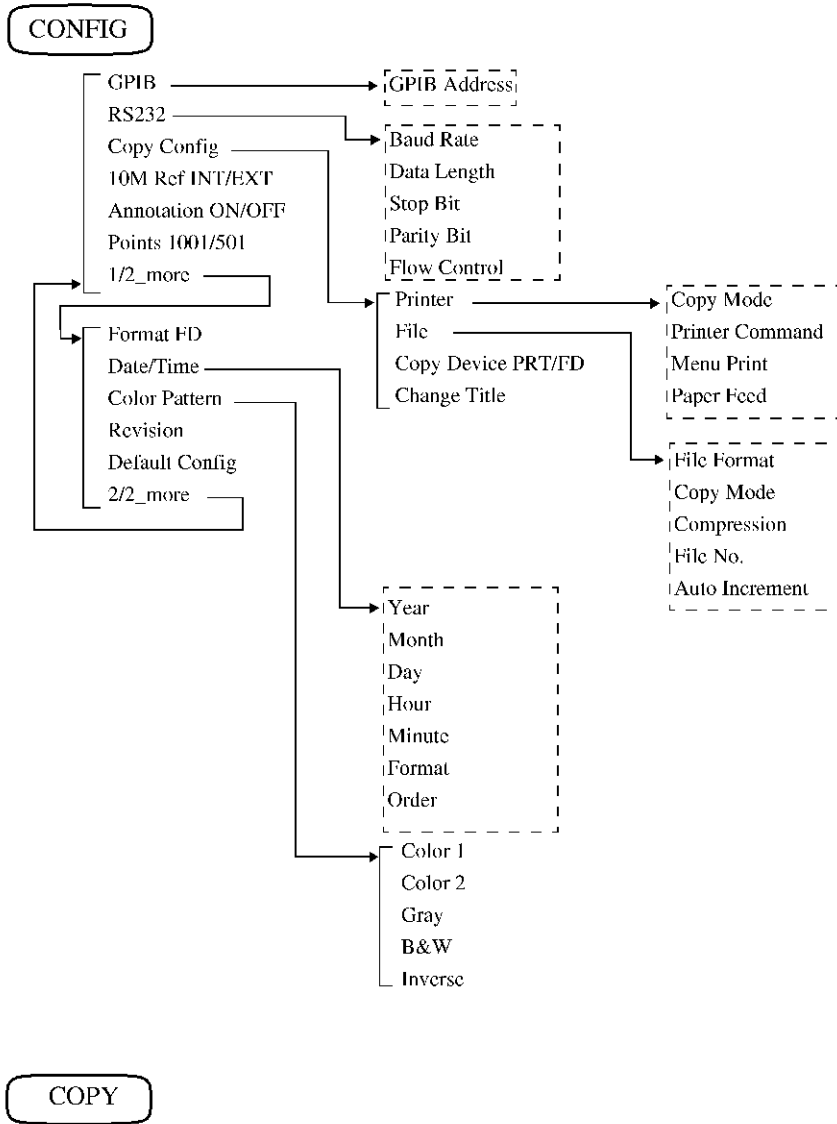 CONFIG
GPIB
RS232
Copy Config
10M Ref INT/EXT
Annotation ON/OFF
Points 1001/501
1/2_more
Format FD
Date/Time
Color Pattern
Revision
Default Config
2/2_more
GPIB Address
Baud Rate
Data Length
Stop Bit
Parity Bit
Flow Control
Printer
File
Copy Device PRT/FD
Change Title
Copy Mode
Printer Command
Menu Print
Paper Feed
File Format
Copy Mode
Compression
File No.
Auto Increment
Year
Month
Day
Hour
Minute
Format
Order
Color 1
Color 2
Gray
B&W
Inverse
COPY